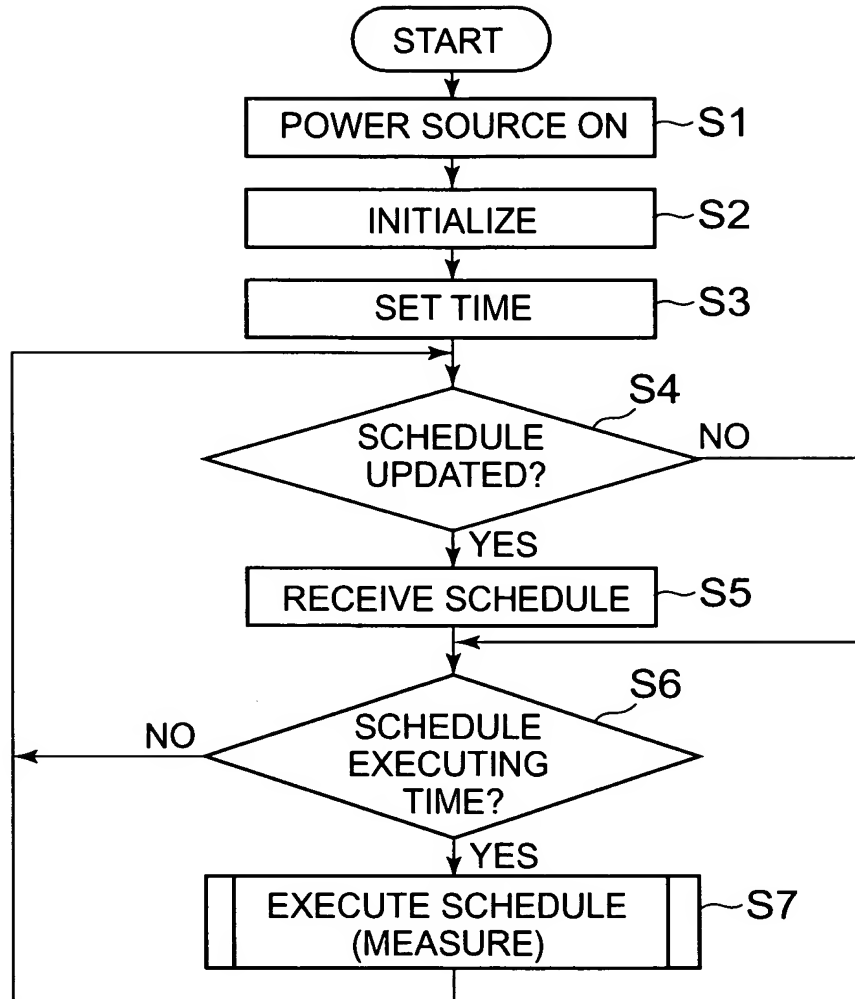 START
POWER SOURCE ON
S1
INITIALIZE
S2
SET TIME
S3
S4
SCHEDULE
UPDATED?
NO
YES
RECEIVE SCHEDULE
S5
S6
SCHEDULE
EXECUTING
TIME?
NO
YES
EXECUTE SCHEDULE
(MEASURE)
S7